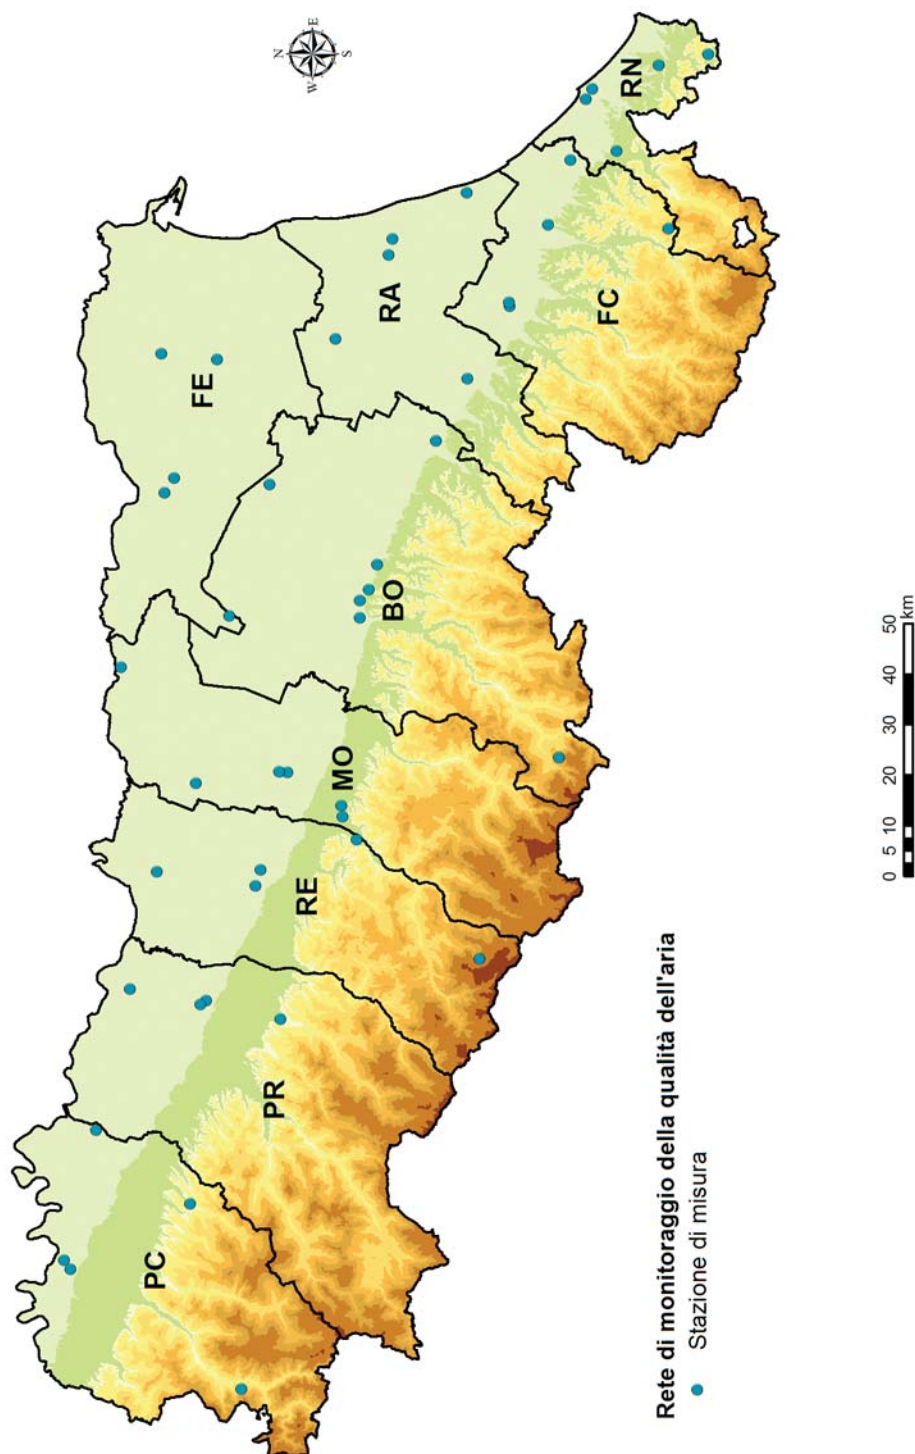 N
W E
S
PC
PR
RE
MO
BO
FE
RA
FC
RN
Rete di monitoraggio della qualità dell'aria
Stazione di misura
0 5 10 20 30 40 50
km